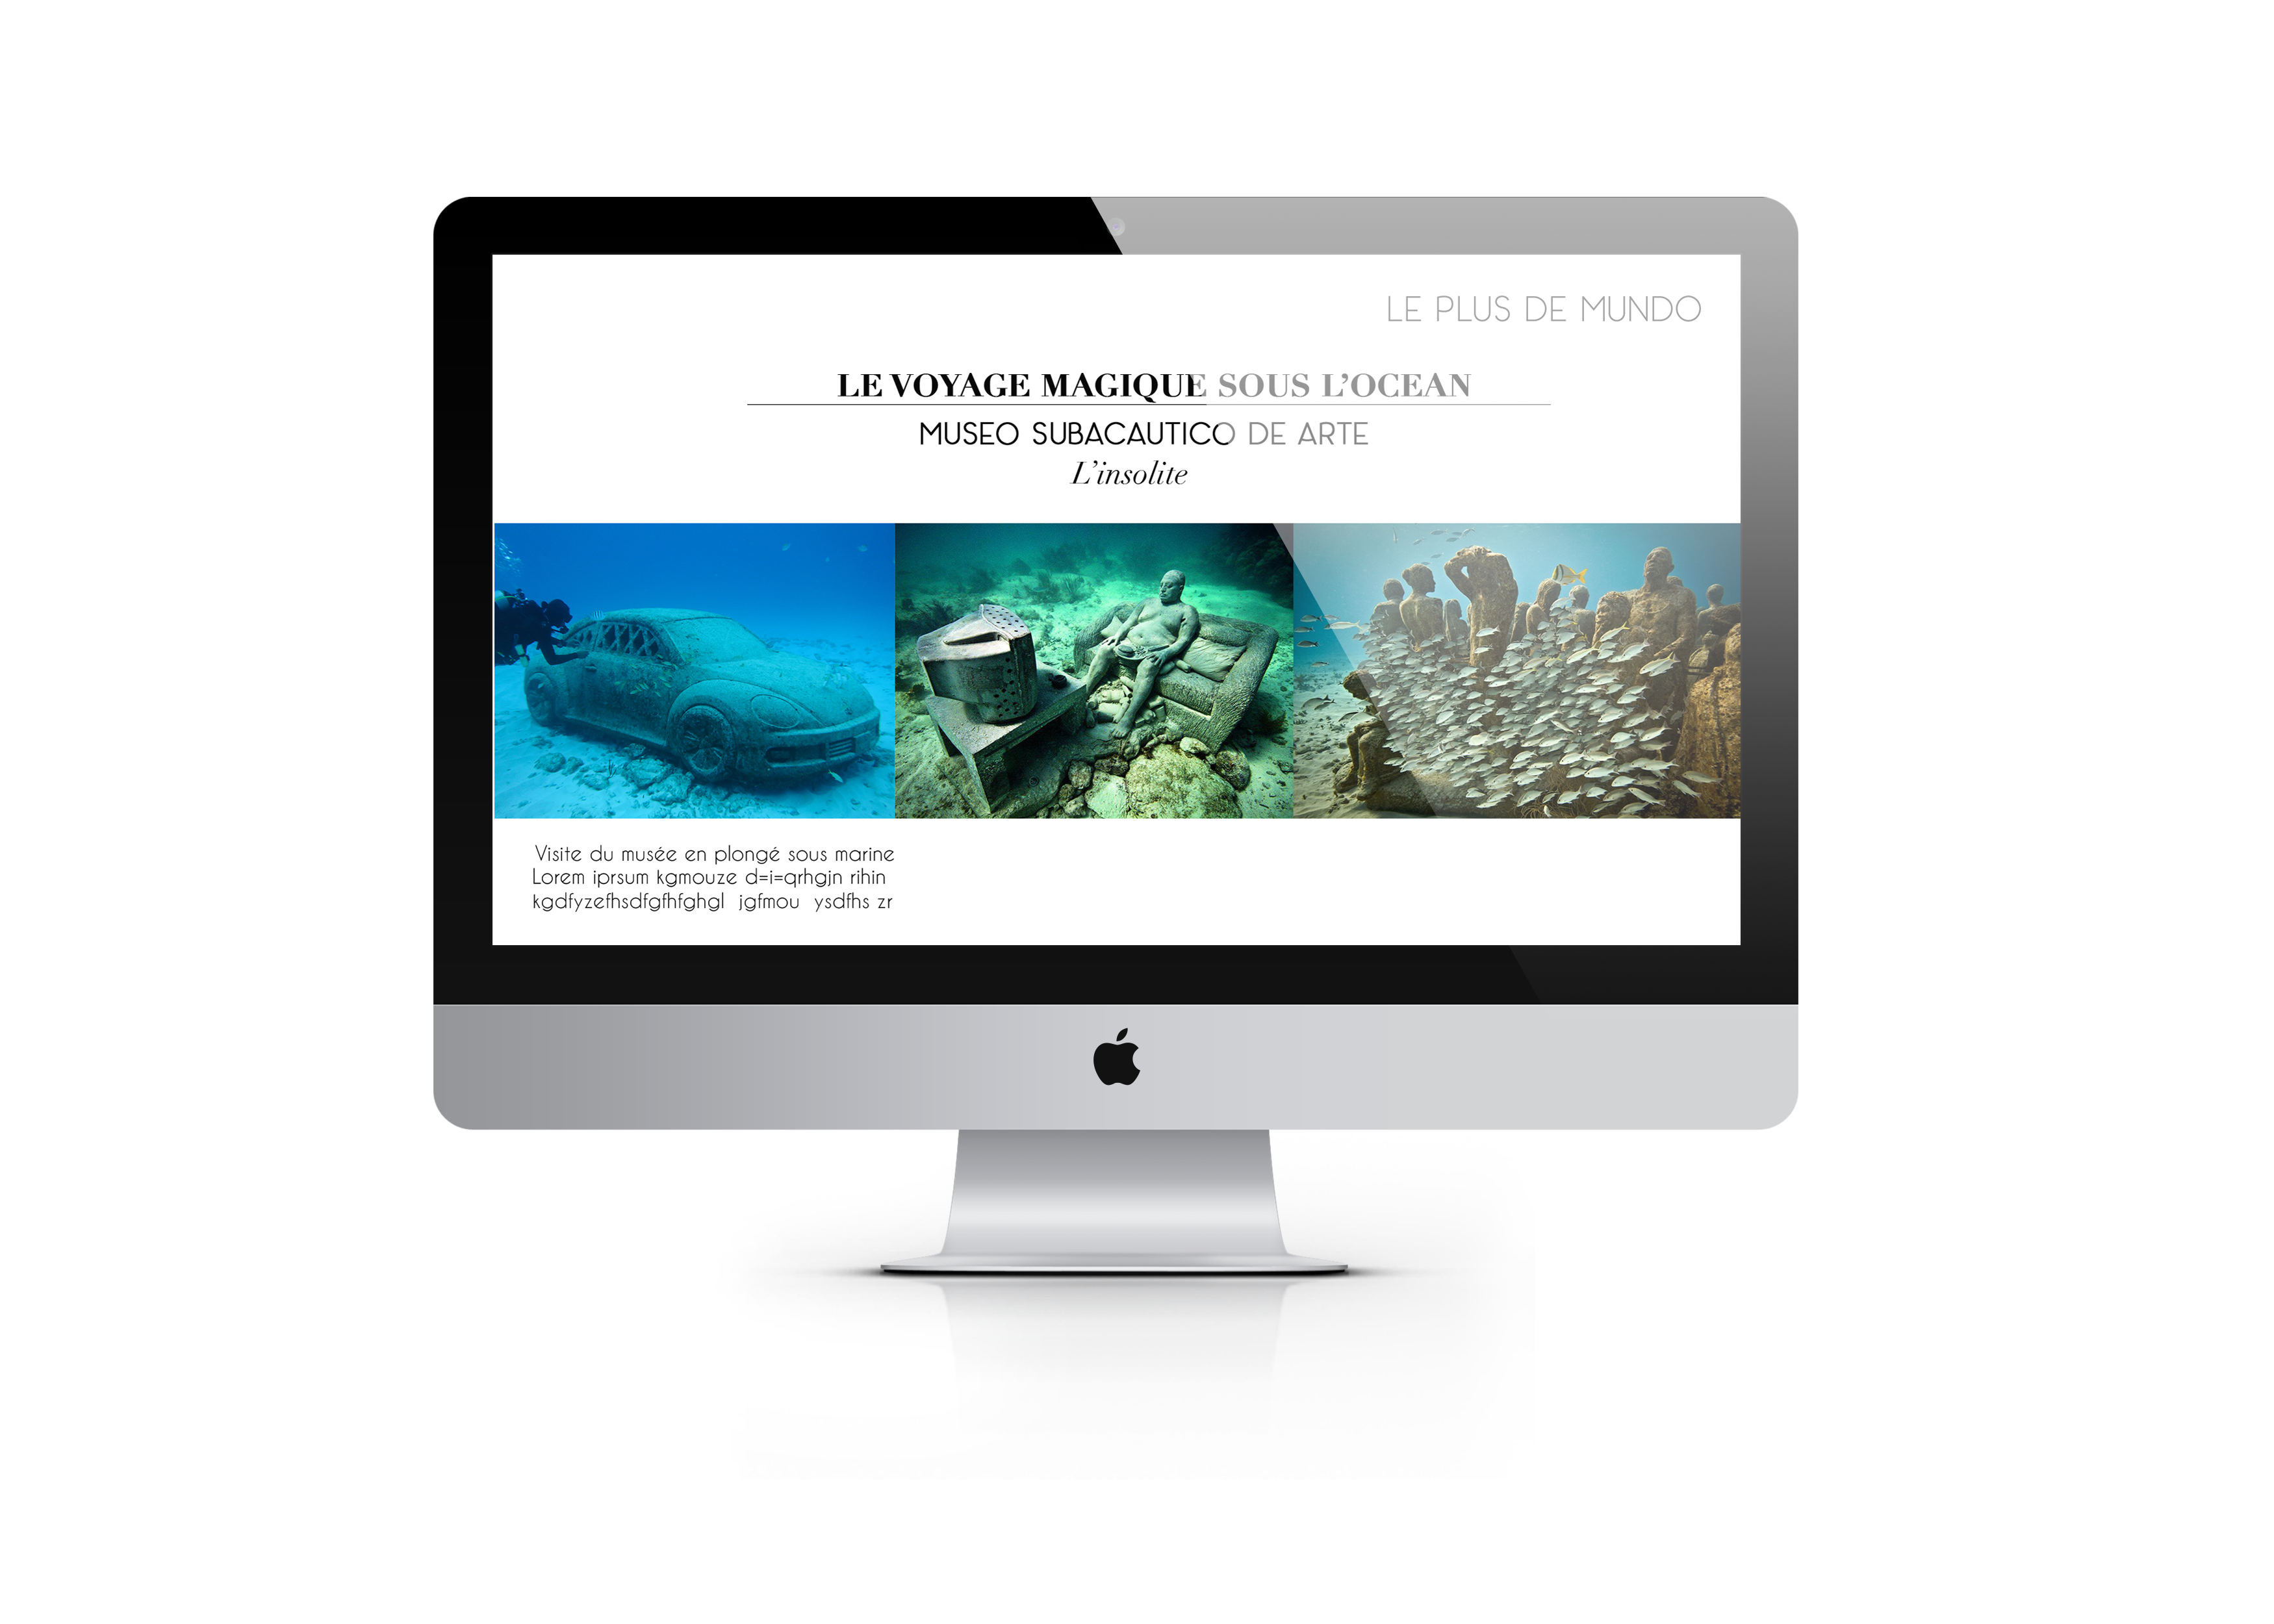 LE PLUS DE MUNDO
LE VOYAGE MAGIQUE SOUS L'OCEAN
MUSEO SUBACAUTICO DE ARTE
L'insolite
Visite du musée en plongé sous marine
Lorem iprsum kgmouze d=i=qrhgjn rihin
kgdfyzefhsdfgfhfghgl jgfmou ysdfhs zr